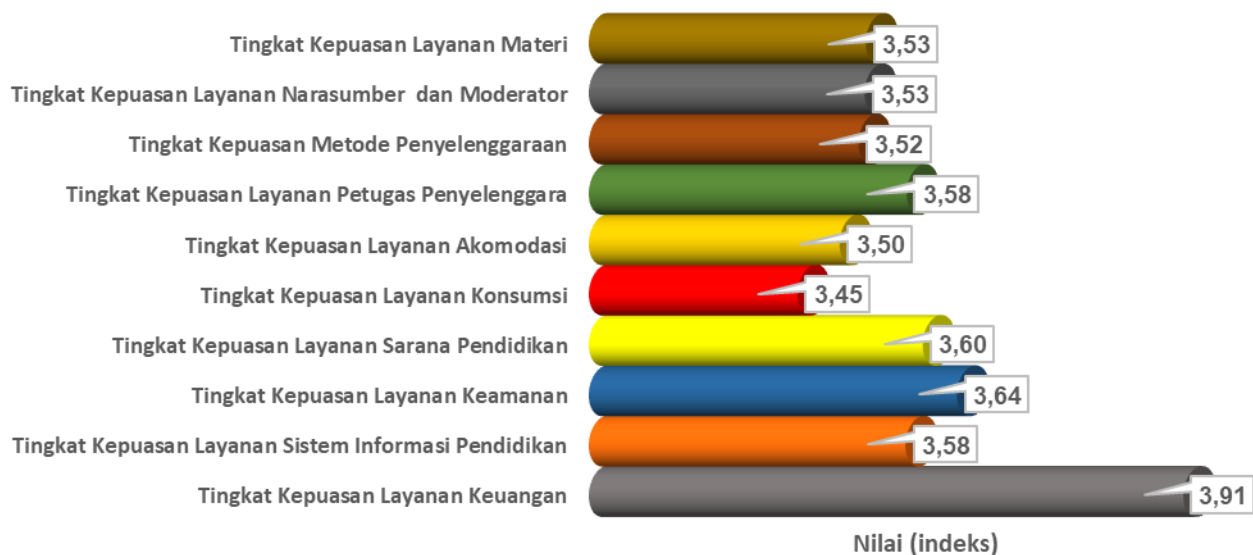 Tingkat Kepuasan Layanan Materi 3,53
Tingkat Kepuasan Layanan Narasumber dan Moderator 3,53
Tingkat Kepuasan Metode Penyelenggaraan 3,52
Tingkat Kepuasan Layanan Petugas Penyelenggara 3,58
Tingkat Kepuasan Layanan Akomodasi 3,50
Tingkat Kepuasan Layanan Konsumsi 3,45
Tingkat Kepuasan Layanan Sarana Pendidikan 3,60
Tingkat Kepuasan Layanan Keamanan 3,64
Tingkat Kepuasan Layanan Sistem Informasi Pendidikan 3,58
Tingkat Kepuasan Layanan Keuangan 3,91
Nilai (indeks)